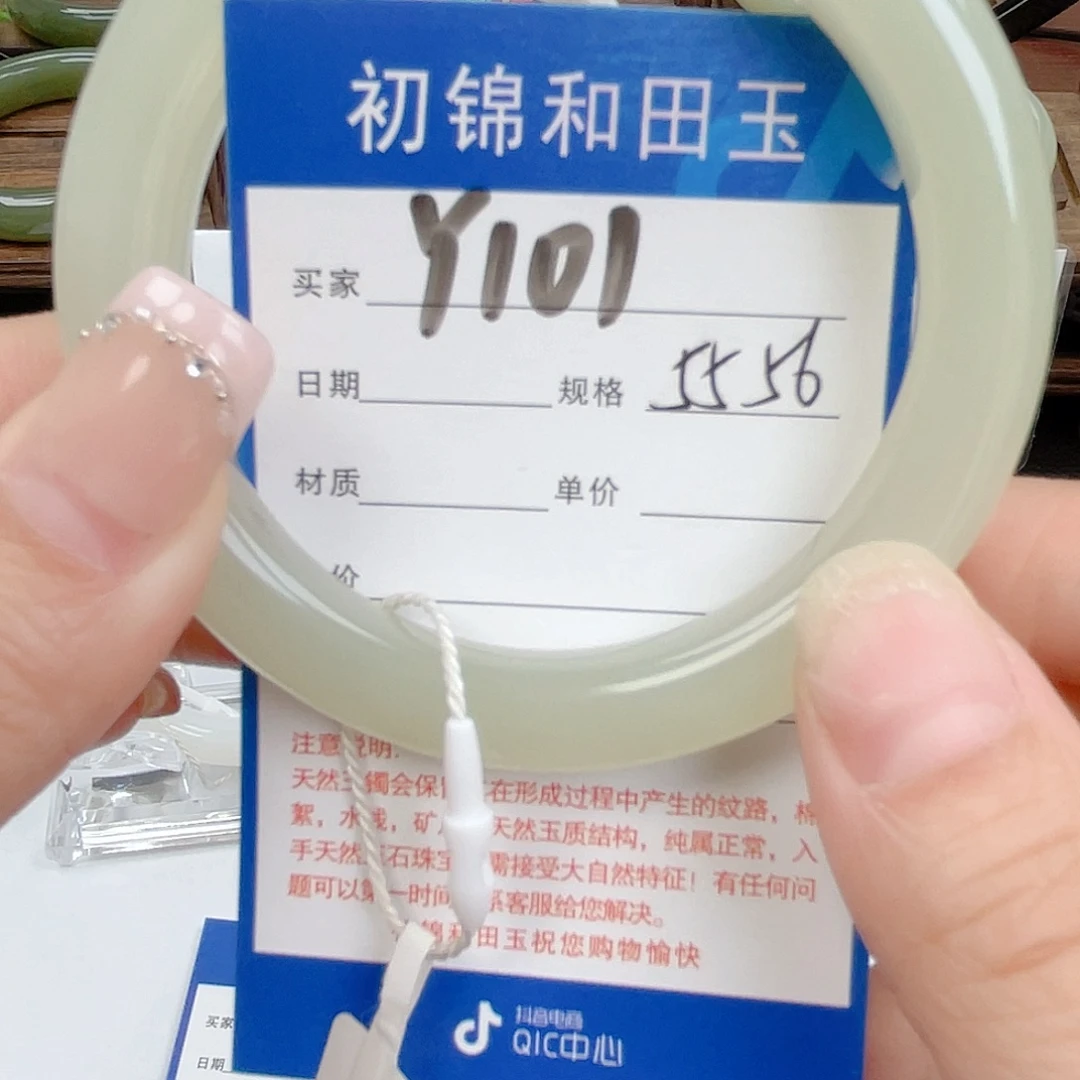 初锦和田玉
买家 Y101
日期 规格 5556
材质 单价
价
注意 说明:
天然玉镯会保 在形成过程中产生的纹路，棉
絮，水线，矿 天然玉质结构，纯属正常，入
手天然 石珠宝 需接受大自然特征！有任何问
题可以第一时间 系客服给您解决。
锦和田玉祝您购物愉快
抖音电商
QIC中心
买家
日期